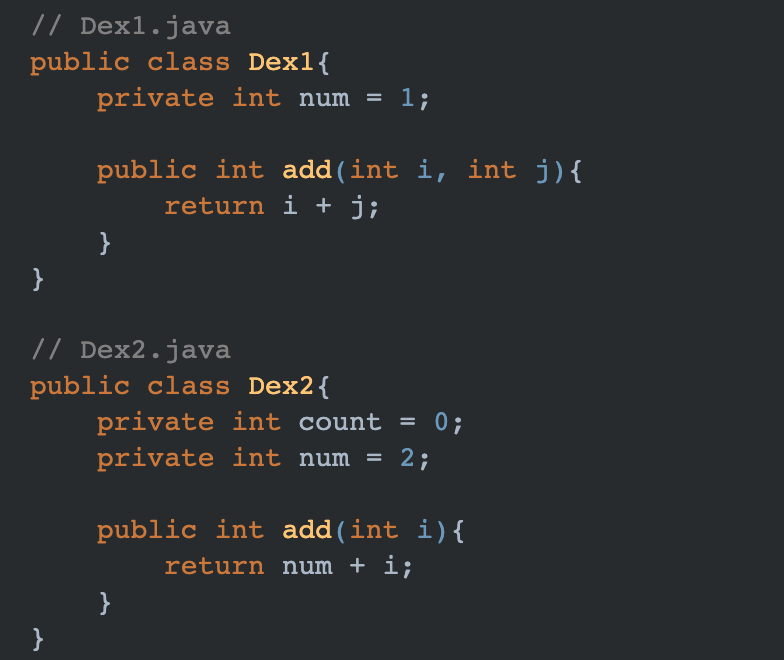 // Dex1.java
public class Dex1{
    private int num = 1;

    public int add(int i, int j){
        return i + j;
    }
}

// Dex2.java
public class Dex2{
    private int count = 0;
    private int num = 2;

    public int add(int i){
        return num + i;
    }
}